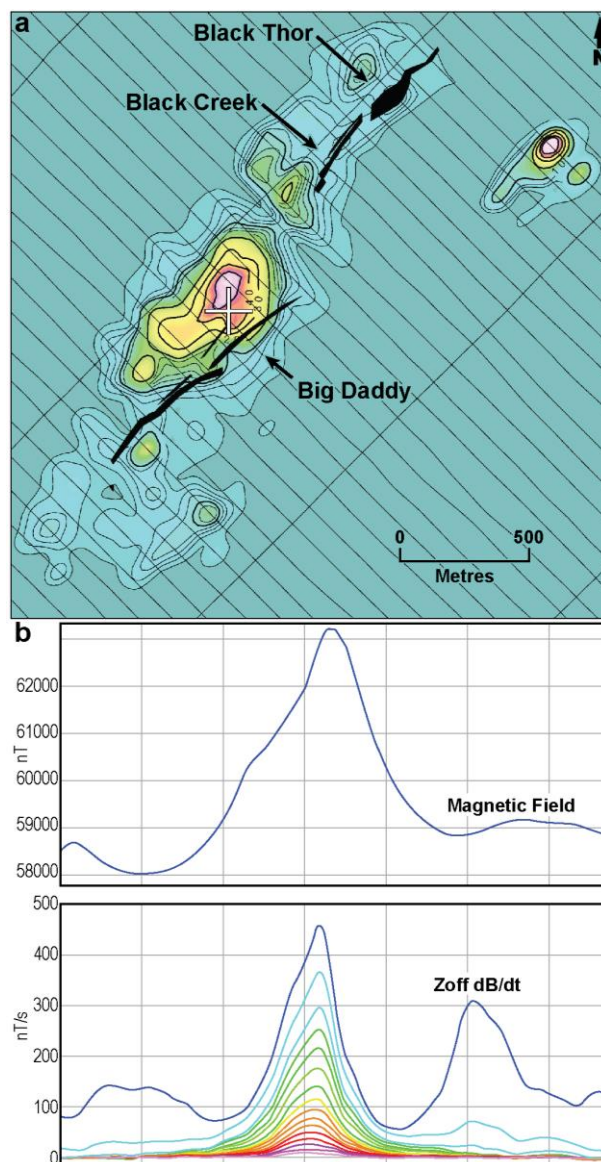 a
N
Black Thor
Black Creek
Big Daddy
0 500
Metres
b
62000
61000
60000
59000
58000
nT
Magnetic Field
500
400
300
200
100
0
nT/s
Zoff dB/dt